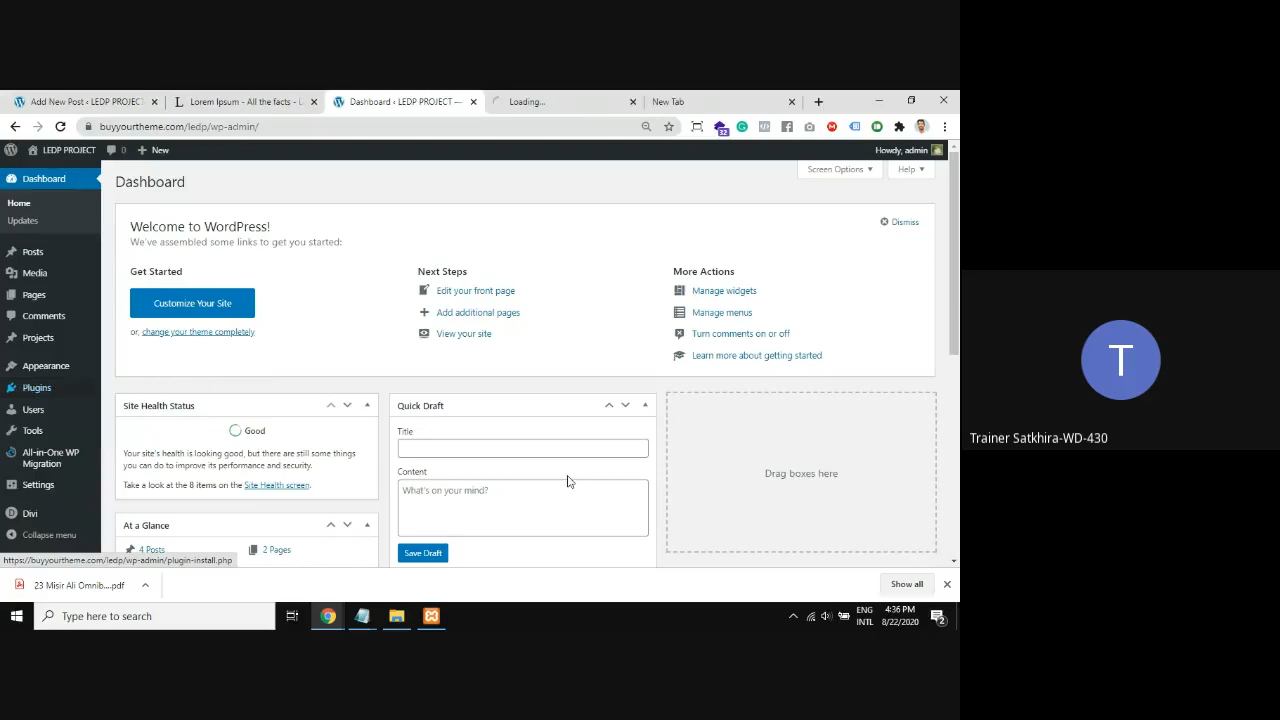 Add New Post ‹ LEDP PROJECT
Lorem Ipsum - All the facts - L
Dashboard ‹ LEDP PROJECT —
Loading...
New Tab
buyyourtheme.com/ledp/wp-admin/
32
LEDP PROJECT
0
New
Howdy, admin
Dashboard
Home
Updates
Posts
Media
Pages
Comments
Projects
Appearance
Plugins
Users
Tools
All-in-One WP
Migration
Settings
Divi
Collapse menu
Dashboard
Screen Options
Help
Welcome to WordPress!
We've assembled some links to get you started:
Dismiss
Get Started
Customize Your Site
or, change your theme completely
Next Steps
Edit your front page
Add additional pages
View your site
More Actions
Manage widgets
Manage menus
Turn comments on or off
Learn more about getting started
Site Health Status
Good
Your site's health is looking good, but there are still some things
you can do to improve its performance and security.
Take a look at the 8 items on the Site Health screen.
At a Glance
4 Posts
2 Pages
Quick Draft
Title
Content
What's on your mind?
Save Draft
Drag boxes here
https://buyyourtheme.com/ledp/wp-admin/plugin-install.php
23 Misir Ali Omnib....pdf
Show all
Type here to search
ENG
INTL
4:36 PM
8/22/2020
2
T
Trainer Satkhira-WD-430